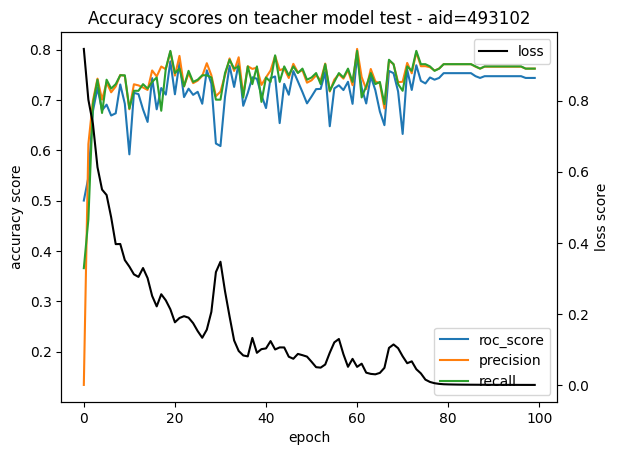 Accuracy scores on teacher model test - aid=493102
accuracy score
0.8
0.7
0.6
0.5
0.4
0.3
0.2
loss
0.8
0.6
0.4
0.2
0.0
loss score
roc_score
precision
recall
0
20
40
60
80
100
epoch